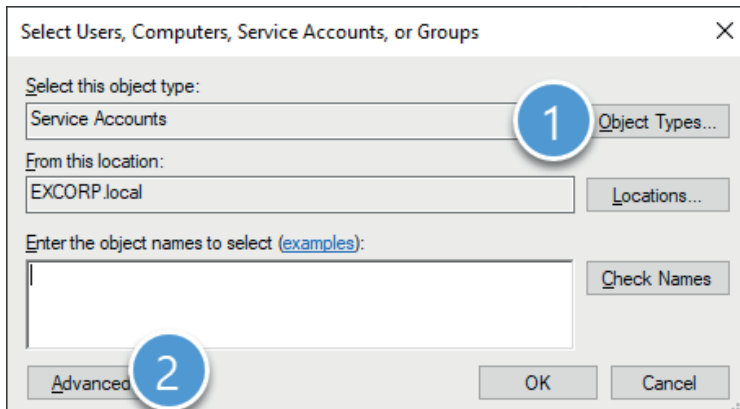 Select Users, Computers, Service Accounts, or Groups
Select this object type:
Service Accounts
1
Object Types...
From this location:
EXCORP.local
Locations...
Enter the object names to select (examples):
Check Names
Advanced
2
OK
Cancel